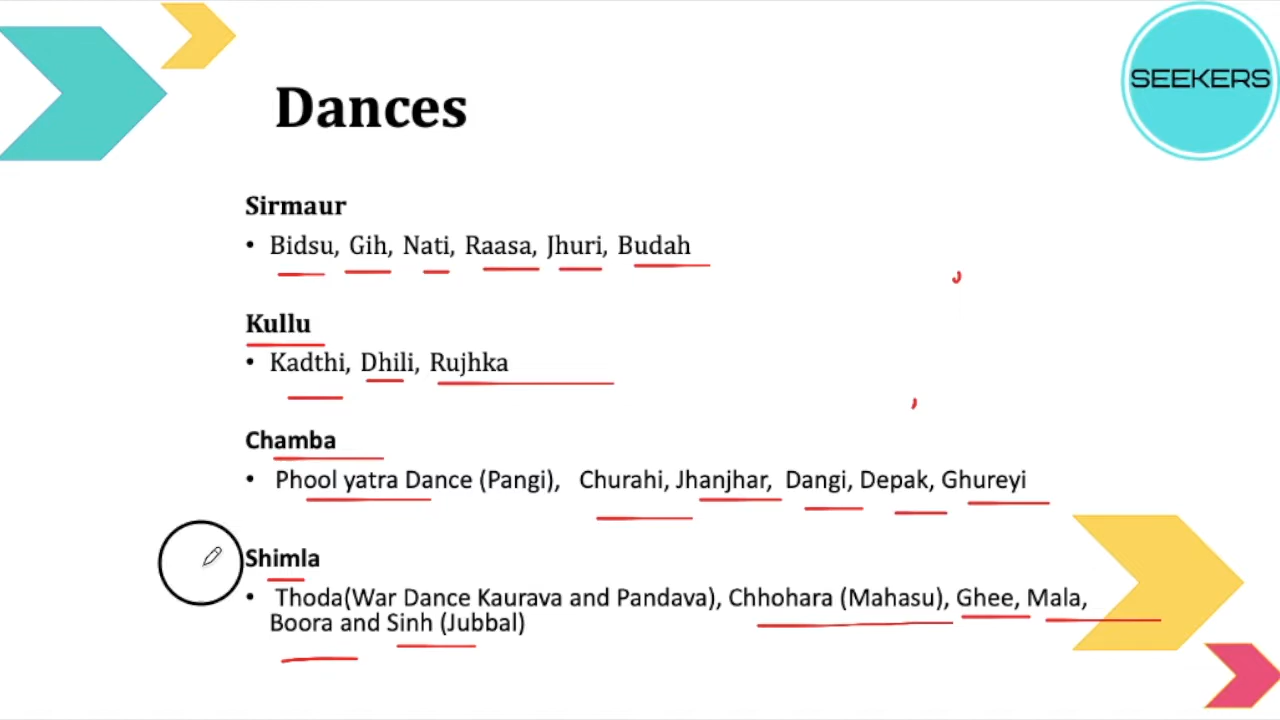 SEEKERS
Dances
Sirmaur
• Bidsu, Gih, Nati, Raasa, Jhuri, Budah
Kullu
• Kadthi, Dhili, Rujhka
Chamba
• Phool yatra Dance (Pangi), Churahi, Jhanjhar, Dangi, Depak, Ghureyi
Shimla
• Thoda(War Dance Kaurava and Pandava), Chhohara (Mahasu), Ghee, Mala,
Boora and Sinh (Jubbal)